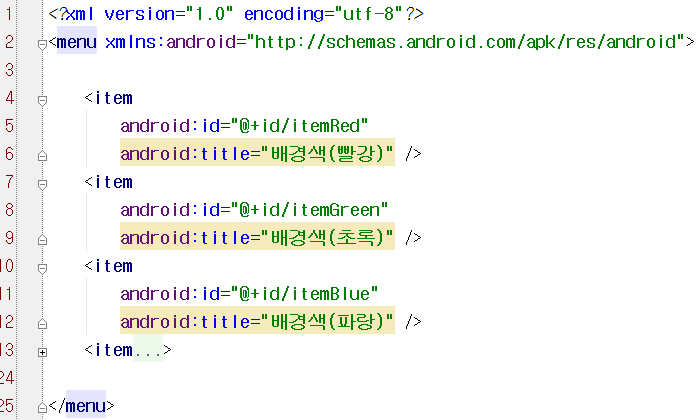 1 <?xml version="1.0" encoding="utf-8"?>
2 <menu xmlns:android="http://schemas.android.com/apk/res/android">
3
4 <item
5 android:id="@+id/itemRed"
6 android:title="배경색(빨강)" />
7 <item
8 android:id="@+id/itemGreen"
9 android:title="배경색(초록)" />
10 <item
11 android:id="@+id/itemBlue"
12 android:title="배경색(파랑)" />
13 <item...>
24
25 </menu>